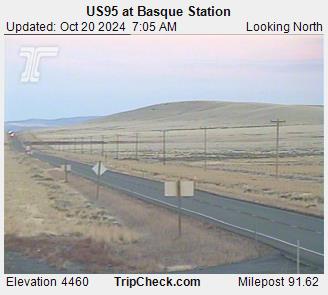 US95 at Basque Station
Updated: Oct 20 2024 7:05 AM Looking North
Elevation 4460 TripCheck.com Milepost 91.62